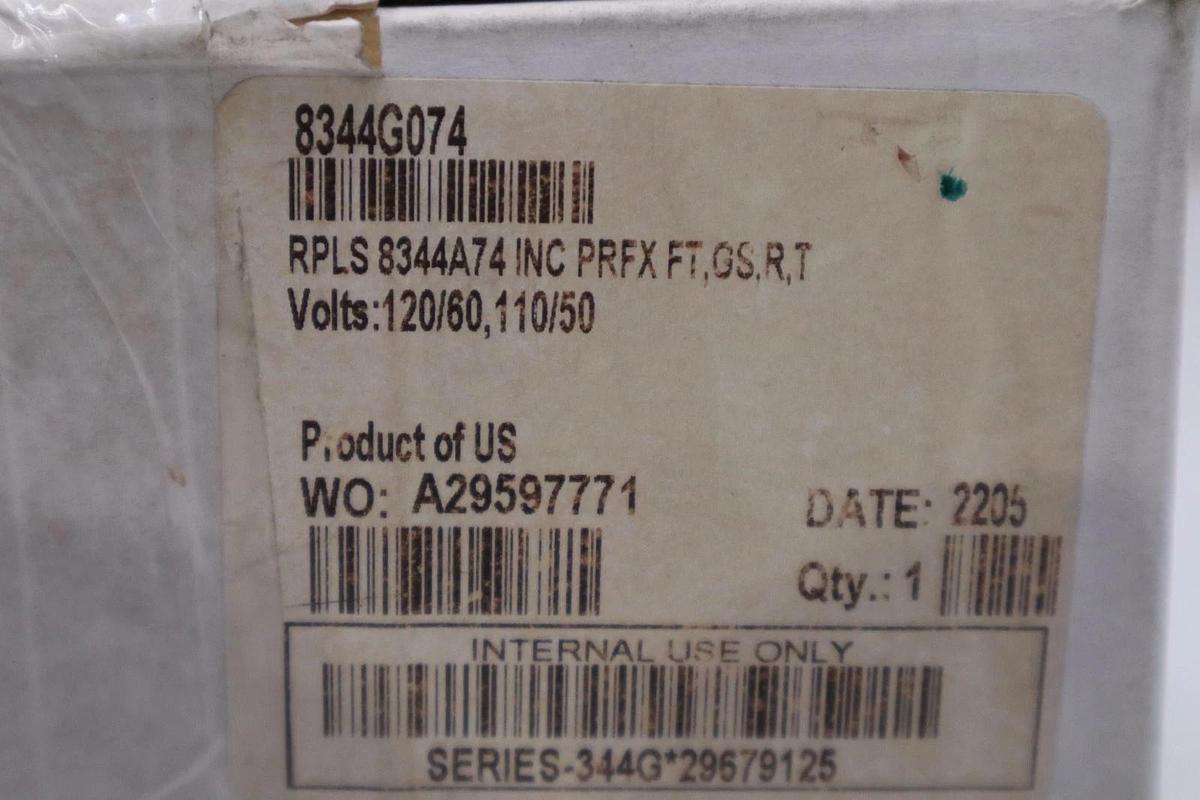 8344G074
RPLS 8344A74 INC PRFX FT,GS,R,T
Volts:120/60,110/50
Product of US
WO: A29597771
DATE: 2205
Qty.: 1
INTERNAL USE ONLY
SERIES-344G*29679125